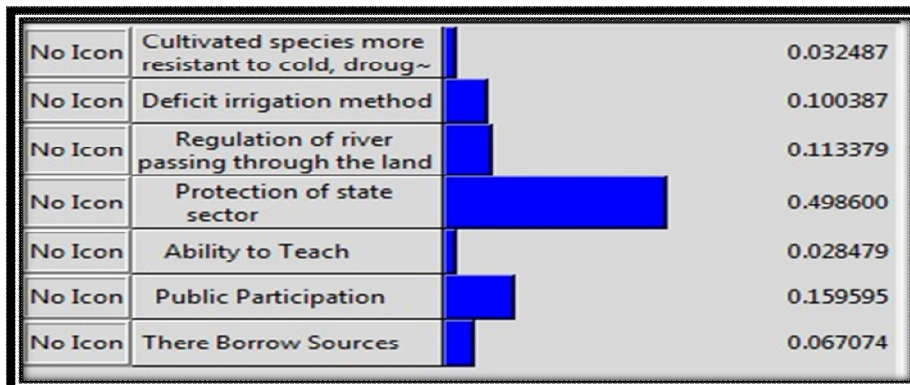 No Icon Cultivated species more
resistant to cold, droug~ 0.032487
No Icon Deficit irrigation method 0.100387
No Icon Regulation of river
passing through the land 0.113379
No Icon Protection of state
sector 0.498600
No Icon Ability to Teach 0.028479
No Icon Public Participation 0.159595
No Icon There Borrow Sources 0.067074